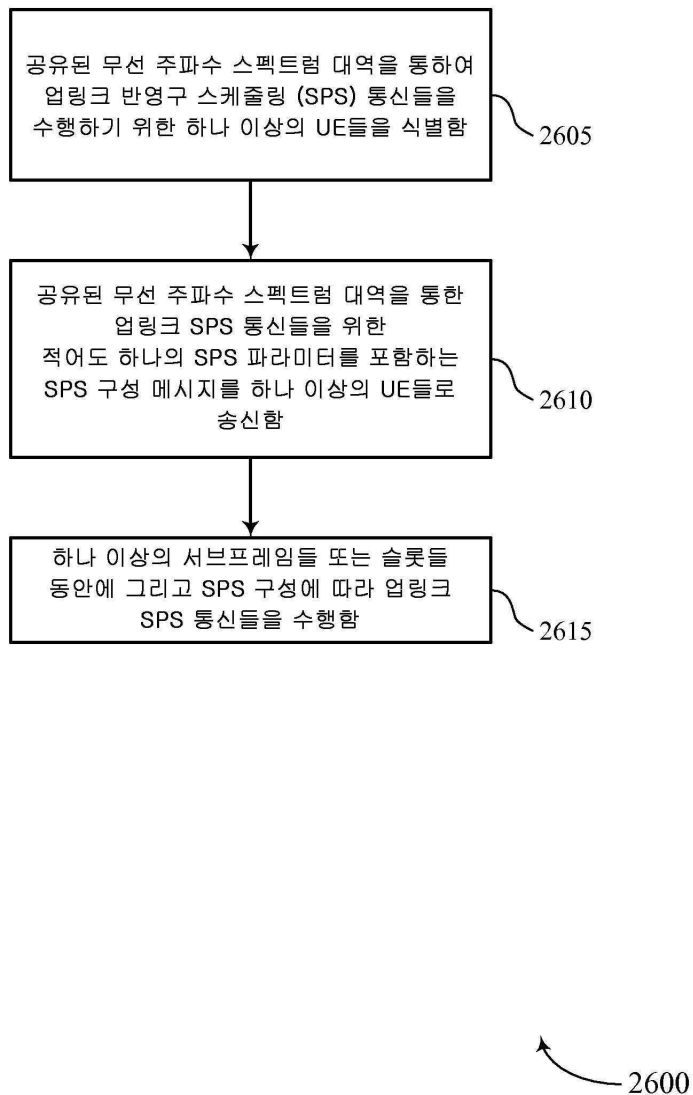 공유된 무선 주파수 스펙트럼 대역을 통하여
업링크 반영구 스케줄링 (SPS) 통신들을
수행하기 위한 하나 이상의 UE들을 식별함
2605
공유된 무선 주파수 스펙트럼 대역을 통한
업링크 SPS 통신들을 위한
적어도 하나의 SPS 파라미터를 포함하는
SPS 구성 메시지를 하나 이상의 UE들로
송신함
2610
하나 이상의 서브프레임들 또는 슬롯들
동안에 그리고 SPS 구성에 따라 업링크
SPS 통신들을 수행함
2615
2600